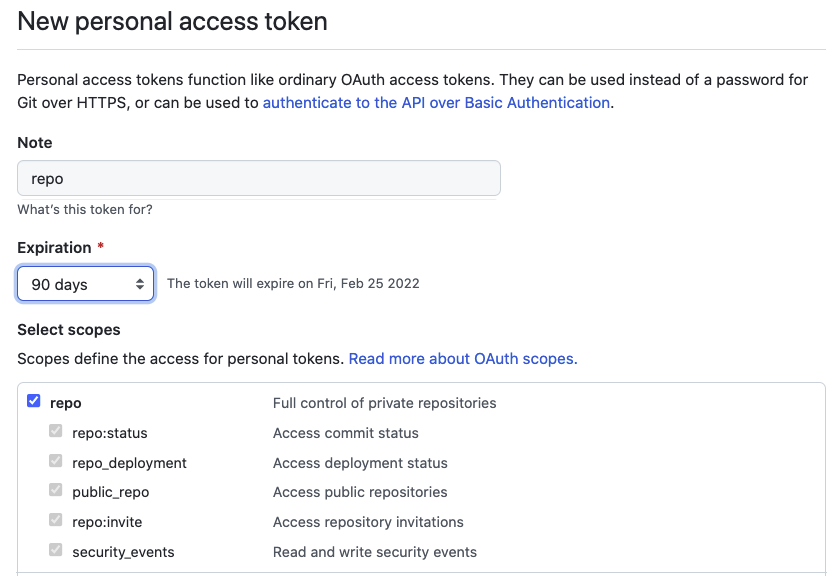 New personal access token
Personal access tokens function like ordinary OAuth access tokens. They can be used instead of a password for
Git over HTTPS, or can be used to authenticate to the API over Basic Authentication.
Note
repo
What's this token for?
Expiration *
90 days The token will expire on Fri, Feb 25 2022
Select scopes
Scopes define the access for personal tokens. Read more about OAuth scopes.
repo Full control of private repositories
repo:status Access commit status
repo_deployment Access deployment status
public_repo Access public repositories
repo:invite Access repository invitations
security_events Read and write security events